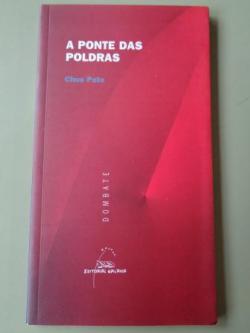 A PONTE DAS
POLDRAS
Chus Pato
DOMBATE
EDITORIAL GALAXIA